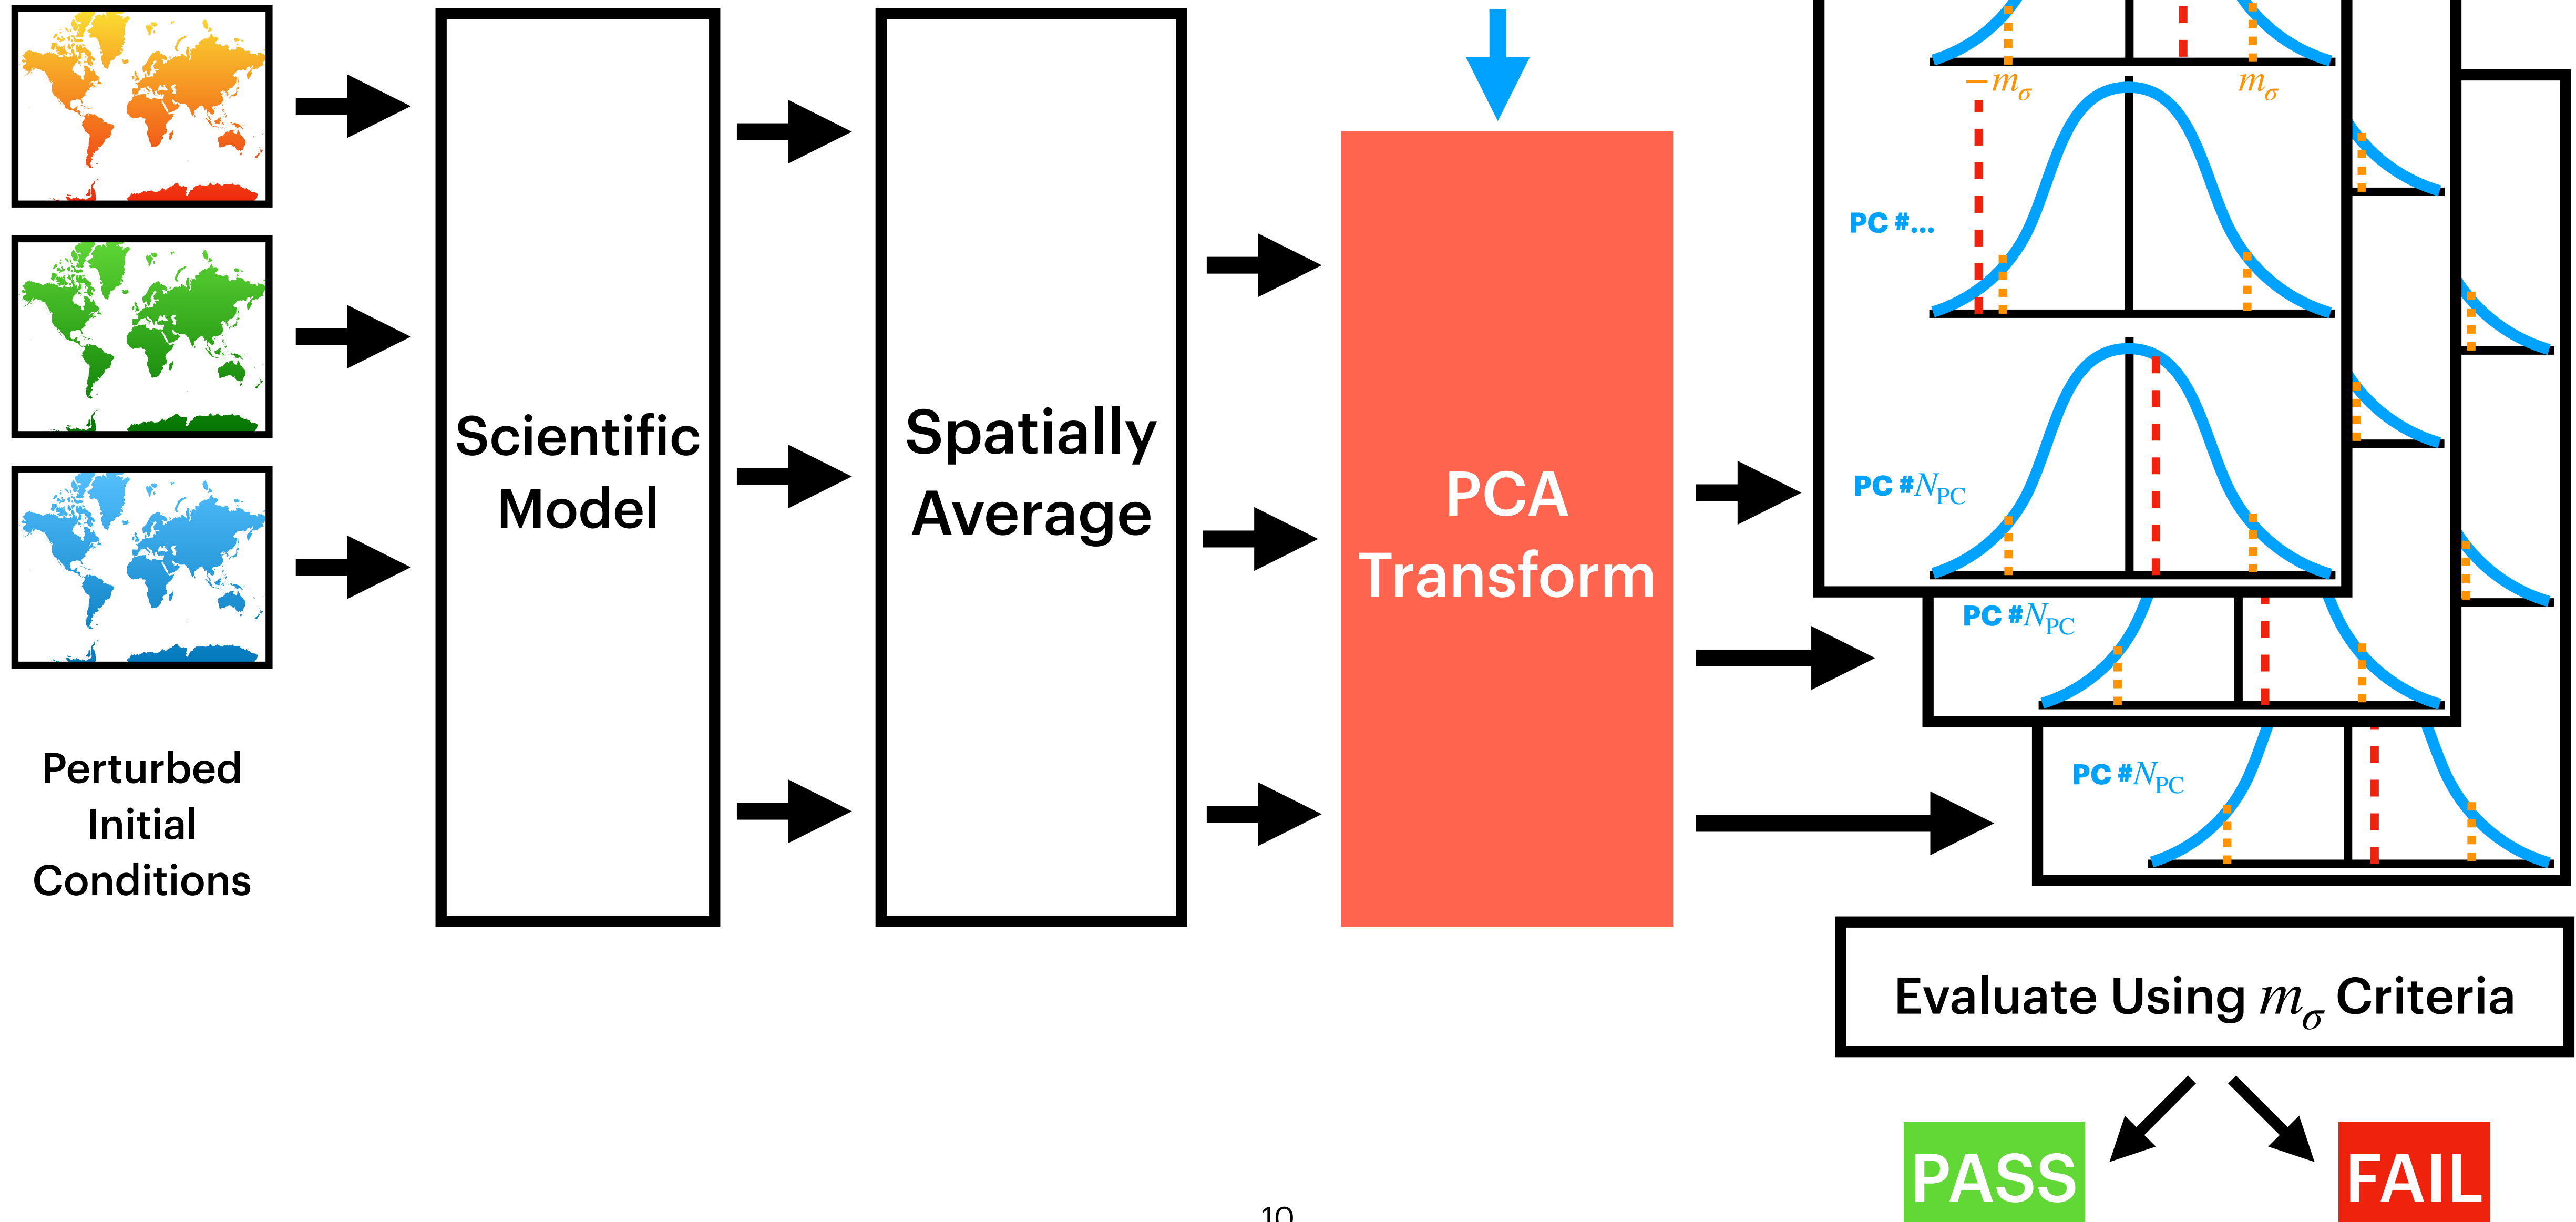 Perturbed
Initial
Conditions
Scientific
Model
Spatially
Average
PCA
Transform
−mσ
mσ
PC #...
PC #NPC
PC #NPC
PC #NPC
Evaluate Using mσ Criteria
PASS
FAIL
10